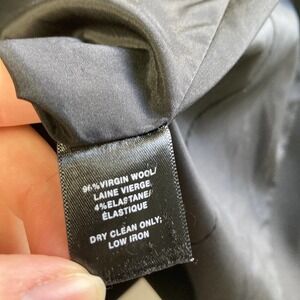 96%VIRGIN WOOL/
LAINE VIERGE,
4%ELASTANE/
ÉLASTIQUE
DRY CLEAN ONLY;
LOW IRON